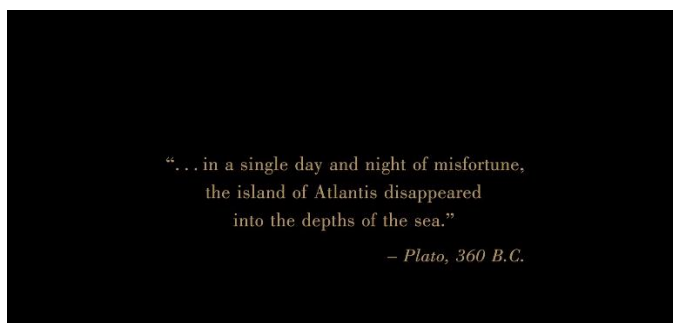 “. . . in a single day and night of misfortune,
the island of Atlantis disappeared
into the depths of the sea.”
– Plato, 360 B.C.